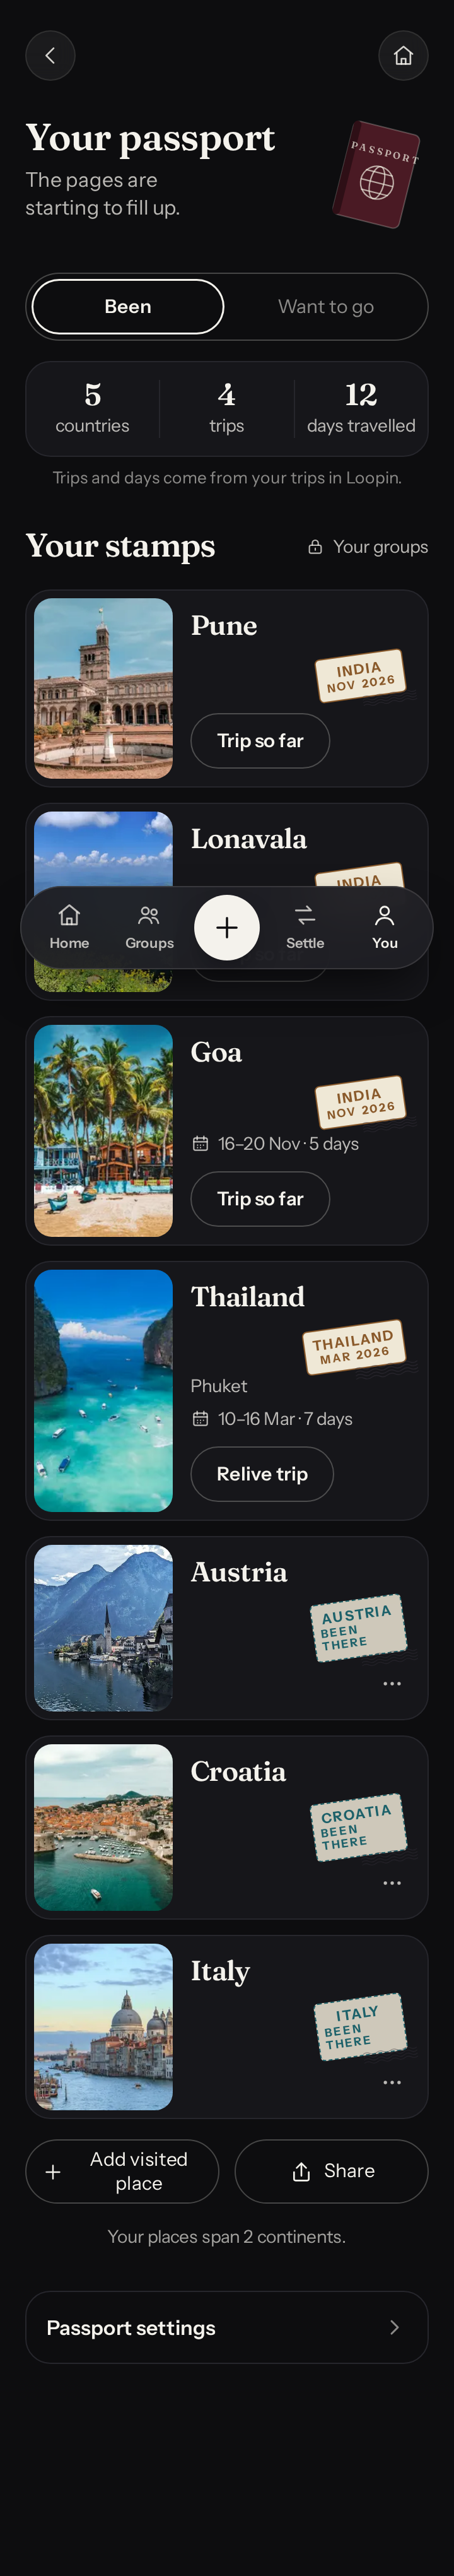 Your passport
PASSPORT
The pages are
starting to fill up.
Been
Want to go
5
countries
4
trips
12
days travelled
Trips and days come from your trips in Loopin.
Your stamps
Your groups
Pune
INDIA
NOV 2026
Trip so far
Lonavala
INDIA
Home
Groups
Settle
You
Goa
INDIA
NOV 2026
16–20 Nov · 5 days
Trip so far
Thailand
THAILAND
MAR 2026
Phuket
10–16 Mar · 7 days
Relive trip
Austria
AUSTRIA
BEEN
THERE
Croatia
CROATIA
BEEN
THERE
Italy
ITALY
BEEN
THERE
Add visited
place
Share
Your places span 2 continents.
Passport settings